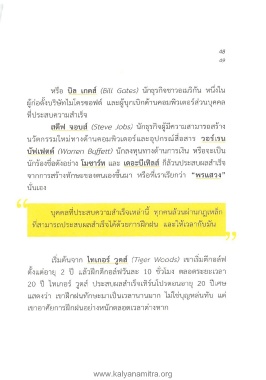 48
49
หรือ บิล เกตส์ (Bill Gates) นักธุรกิจชาวอเมริกัน หนึ่งใน
ผู้ก่อตั้งบริษัทไมโครซอฟต์ และผู้บุกเบิกด้านคอมพิวเตอร์ส่วนบุคคล
ที่ประสบความสำเร็จ
สตีฟ จอบส์ (Steve Jobs) นักธุรกิจผู้มีความสามารถสร้าง
นวัตกรรมใหม่ทางด้านคอมพิวเตอร์และอุปกรณ์สื่อสาร วอร์เรน
บัฟเฟตต์ (Warren Buffett) นักลงทุนทางด้านการเงิน หรือจะเป็น
นักร้องชื่อดังอย่าง โมซาร์ท และ เดอะบีเทิลส์ ก็ล้วนประสบผลสำเร็จ
จากการสร้างทักษะของตนเองขึ้นมา หรือที่เราเรียกว่า "พรแสวง"
นั่นเอง
"
บุคคลที่ประสบความสำเร็จเหล่านี้ ทุกคนล้วนผ่านกฎเหล็ก
ที่สามารถประสบผลสำเร็จได้ด้วยการฝึกฝน และให้เวลากับมัน
"
เริ่มต้นจาก ไทเกอร์ วูดส์ (Tiger Woods) เขาเริ่มตีกอล์ฟ
ตั้งแต่อายุ 2 ปี แล้วฝึกตีกอล์ฟวันละ 10 ชั่วโมง ตลอดระยะเวลา
20 ปี ไทเกอร์ วูดส์ ประสบผลสำเร็จเทิร์นโปรตอนอายุ 20 ปีเศษ
แสดงว่า เขาฝึกฝนทักษะมาเป็นเวลานานมาก ไม่ใช่บุญหล่นทับ แต่
เขาอาศัยการฝึกฝนอย่างหนักตลอดเวลาต่างหาก
www.kalyanamitra.org